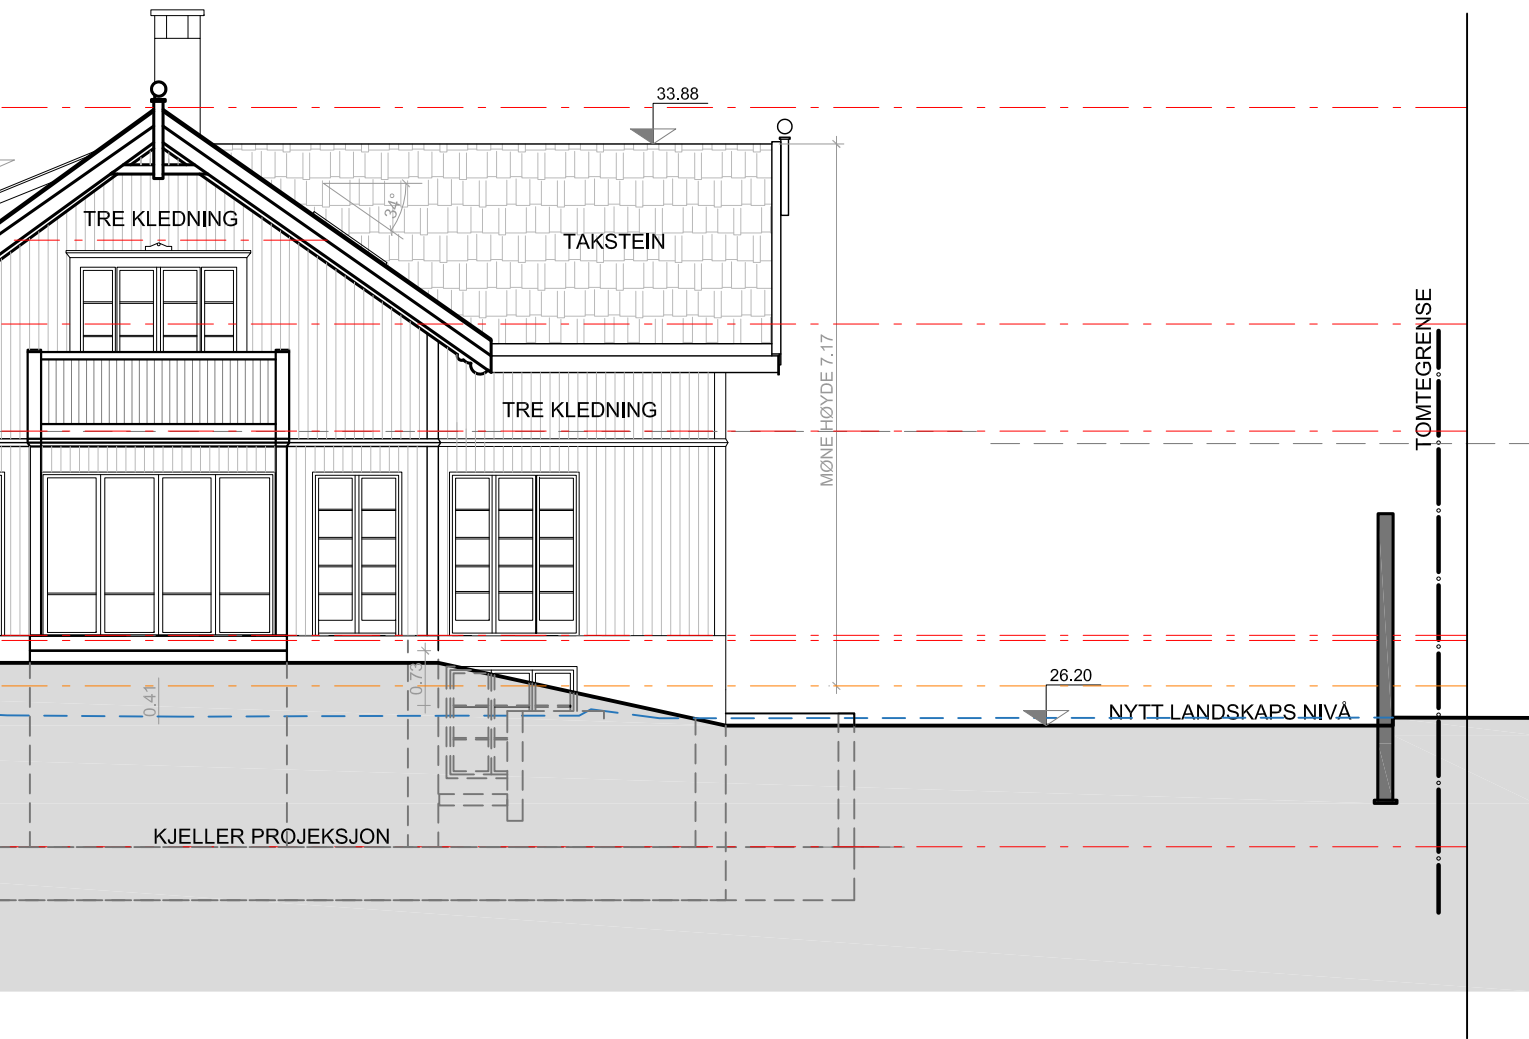 33.88
TRE KLEDNING
34°
TAKSTEIN
TOMTEGRENSE
MØNE HØYDE 7.17
TRE KLEDNING
0.73
0.41
26.20
NYTT LANDSKAPS NIVÅ
KJELLER PROJEKSJON